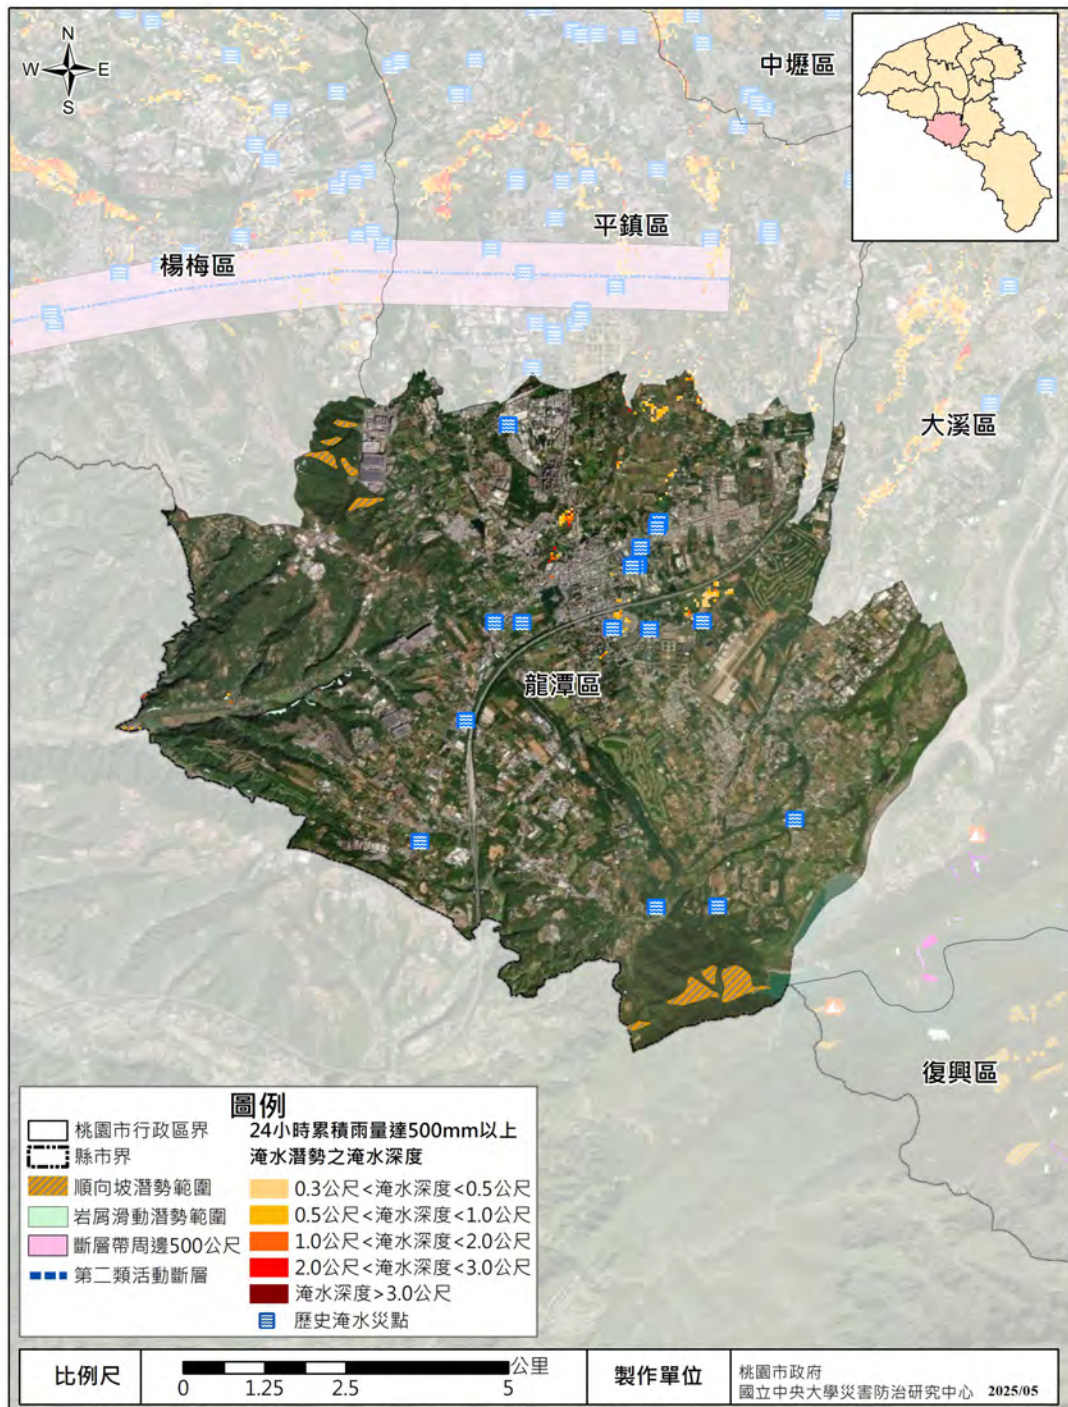 N
W E
S
中壢區
平鎮區
楊梅區
大溪區
龍潭區
復興區
圖例
桃園市行政區界
縣市界
順向坡潛勢範圍
岩屑滑動潛勢範圍
斷層帶周邊500公尺
第二類活動斷層
24小時累積雨量達500mm以上
淹水潛勢之淹水深度
0.3公尺<淹水深度<0.5公尺
0.5公尺<淹水深度<1.0公尺
1.0公尺<淹水深度<2.0公尺
2.0公尺<淹水深度<3.0公尺
淹水深度>3.0公尺
歷史淹水災點
比例尺
公里
0 1.25 2.5 5
製作單位
桃園市政府
國立中央大學災害防治研究中心 2025/05